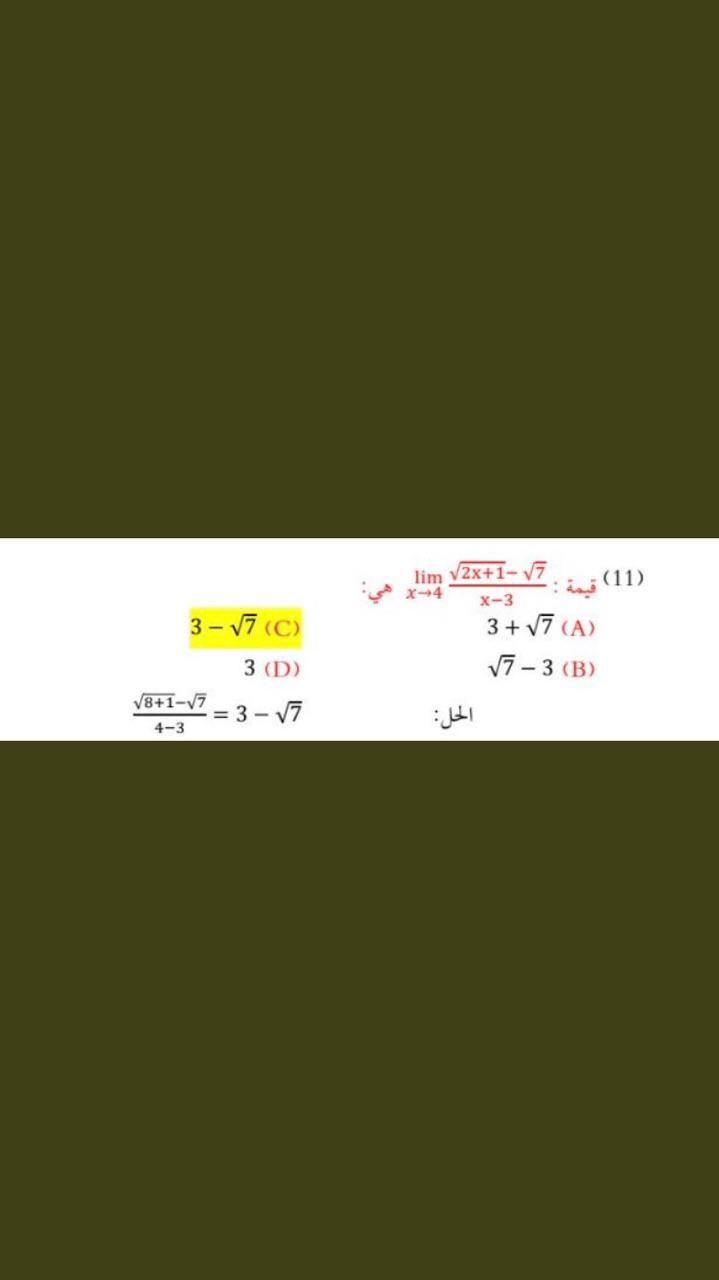 (11) قيمة : lim x→4 (√2x+1 − √7)/(x−3) هي:
3 + √7 (A) 3 − √7 (C)
√7 − 3 (B) 3 (D)
الحل: (√8+1−√7)/(4−3) = 3 − √7